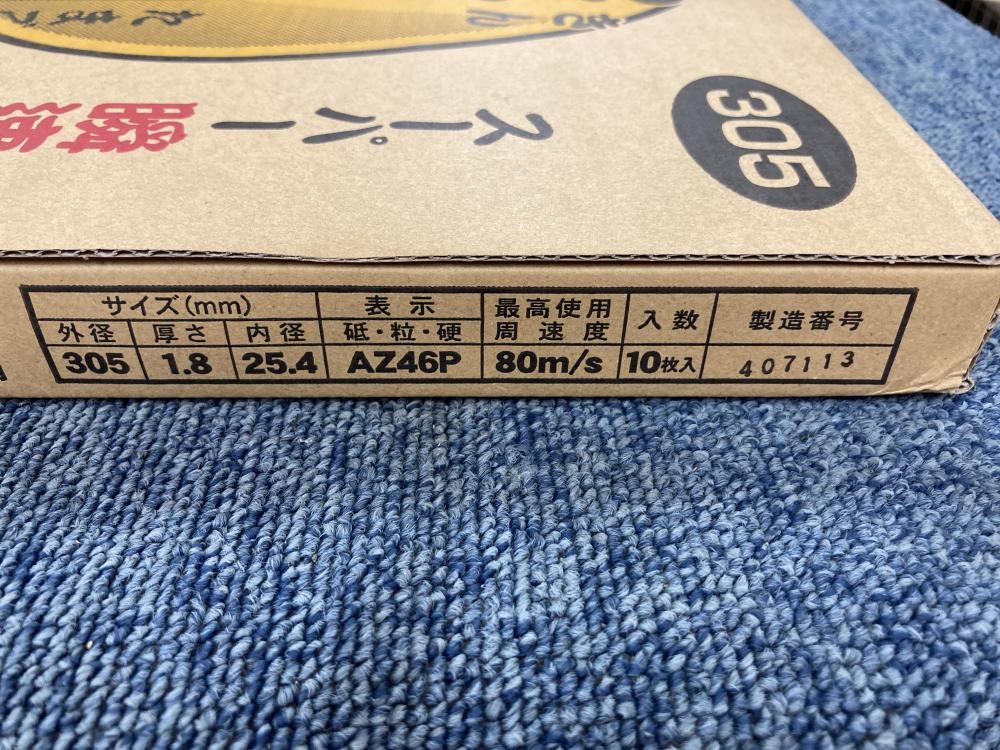 305
スーパー
サイズ(mm) 表示 最高使用周速度 入数 製造番号
外径 厚さ 内径 砥・粒・硬
305 1.8 25.4 AZ46P 80m/s 10枚入 407113